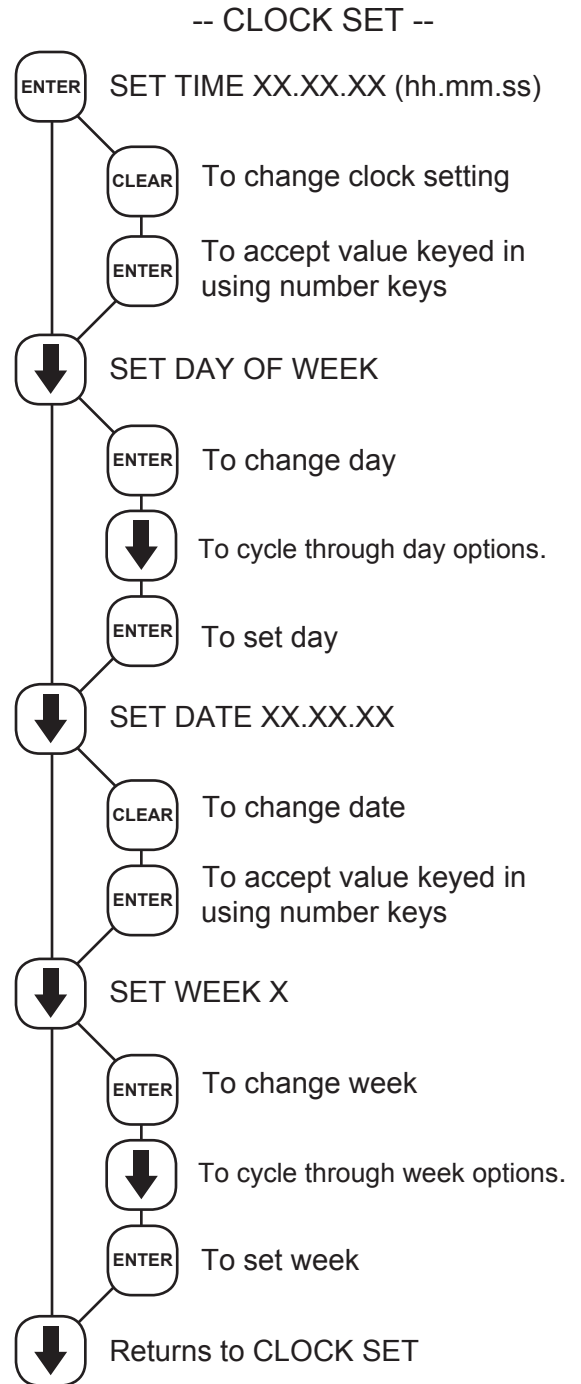 -- CLOCK SET --
ENTER SET TIME XX.XX.XX (hh.mm.ss)
CLEAR To change clock setting
ENTER To accept value keyed in
using number keys
SET DAY OF WEEK
ENTER To change day
To cycle through day options.
ENTER To set day
SET DATE XX.XX.XX
CLEAR To change date
ENTER To accept value keyed in
using number keys
SET WEEK X
ENTER To change week
To cycle through week options.
ENTER To set week
Returns to CLOCK SET